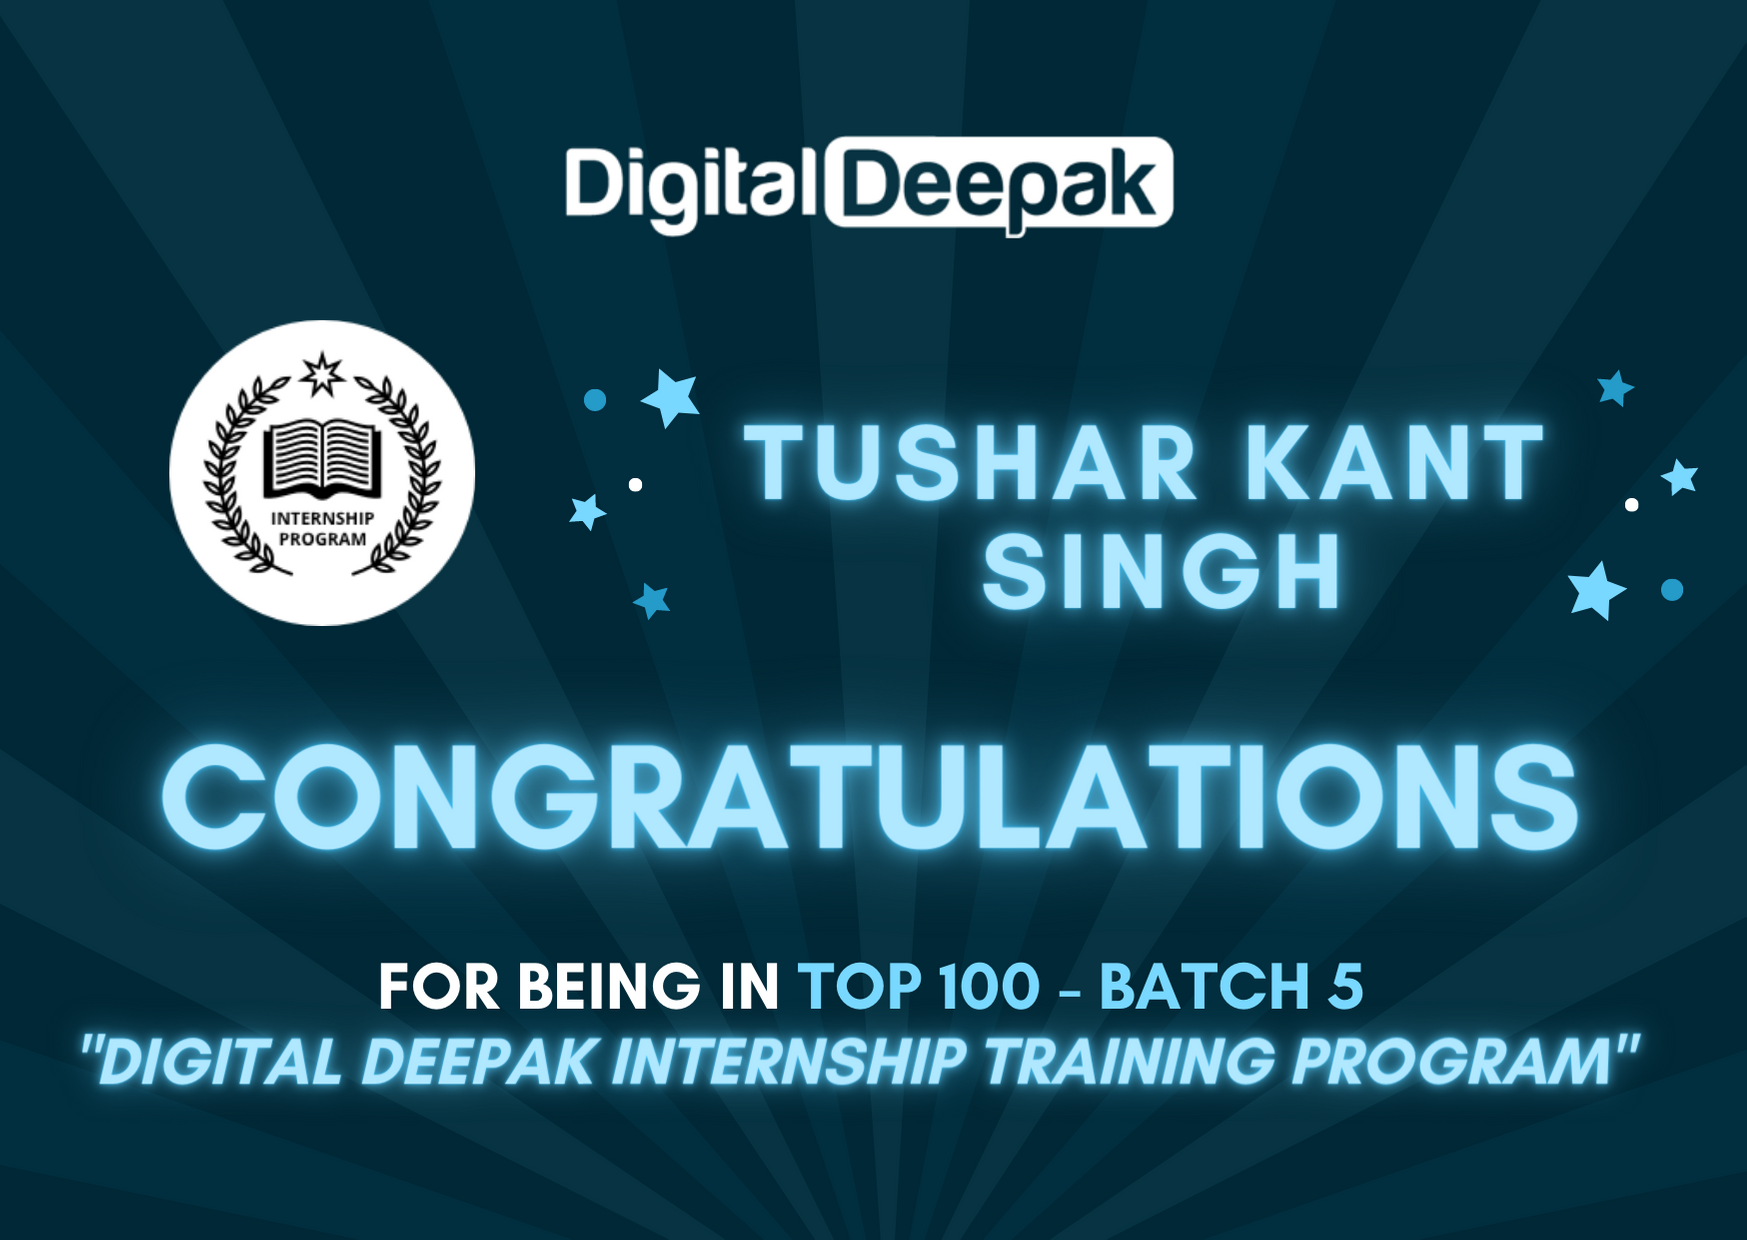 DigitalDeepak
INTERNSHIP
PROGRAM
TUSHAR KANT
SINGH
CONGRATULATIONS
FOR BEING IN TOP 100 - BATCH 5
"DIGITAL DEEPAK INTERNSHIP TRAINING PROGRAM"